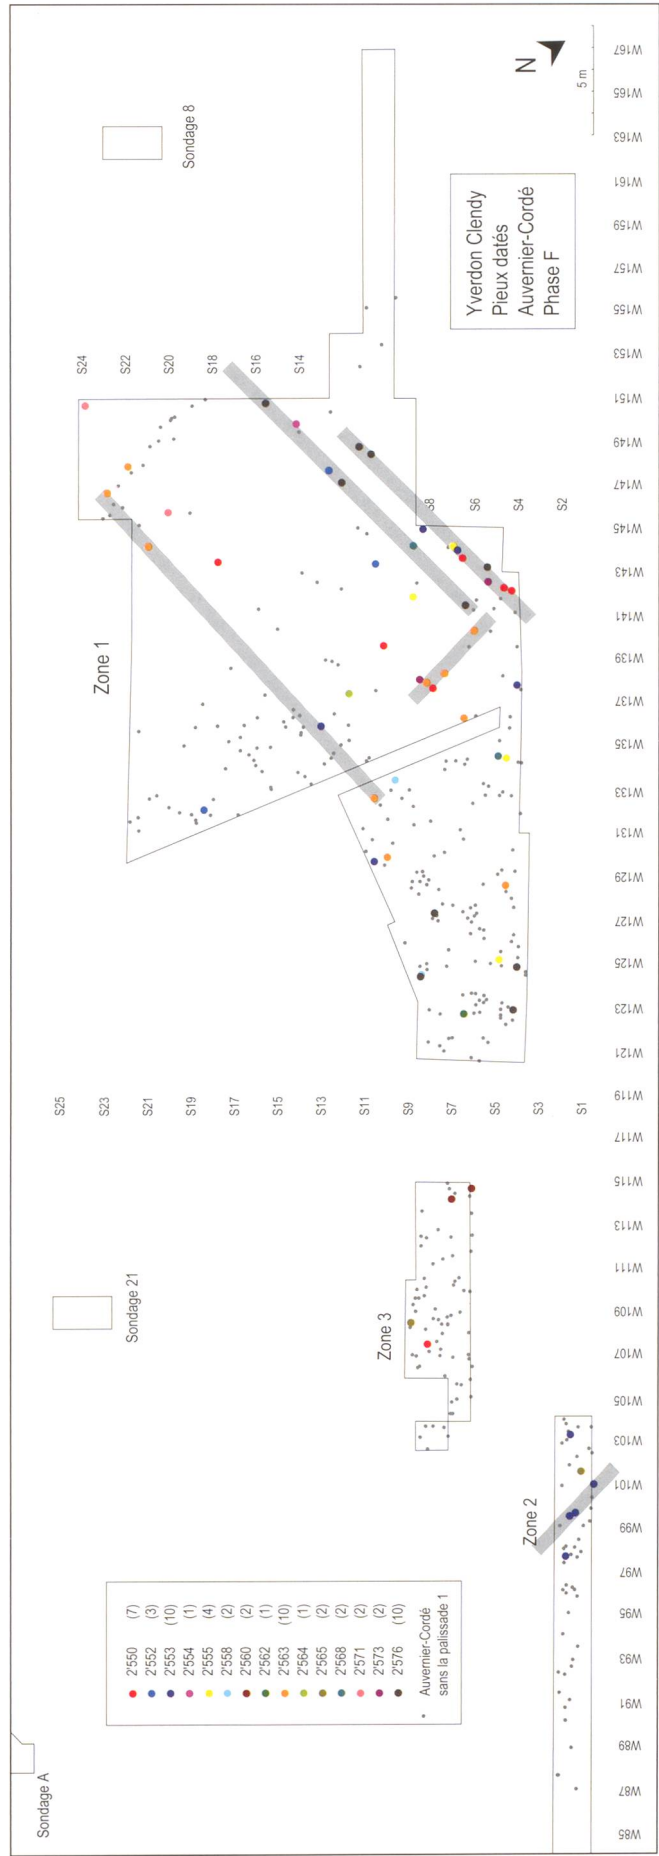 Sondage A
Sondage 21
Sondage 8
Zone 1
Zone 3
Zone 2
S24
S22
S20
S18
S16
S14
S8
S6
S4
S2
S25
S23
S21
S19
S17
S15
S13
S11
S9
S7
S5
S3
S1
Yverdon Clendy
Pieux datés
Auvernier-Cordé
Phase F
N
5 m
2'550 (7)
2'552 (3)
2'553 (10)
2'554 (1)
2'555 (4)
2'558 (2)
2'560 (2)
2'562 (1)
2'563 (10)
2'564 (1)
2'565 (2)
2'568 (2)
2'571 (2)
2'573 (2)
2'576 (10)
Auvernier-Cordé
sans la palissade 1
W85
W87
W89
W91
W93
W95
W97
W99
W101
W103
W105
W107
W109
W111
W113
W115
W117
W119
W121
W123
W125
W127
W129
W131
W133
W135
W137
W139
W141
W143
W145
W147
W149
W151
W153
W155
W157
W159
W161
W163
W165
W167